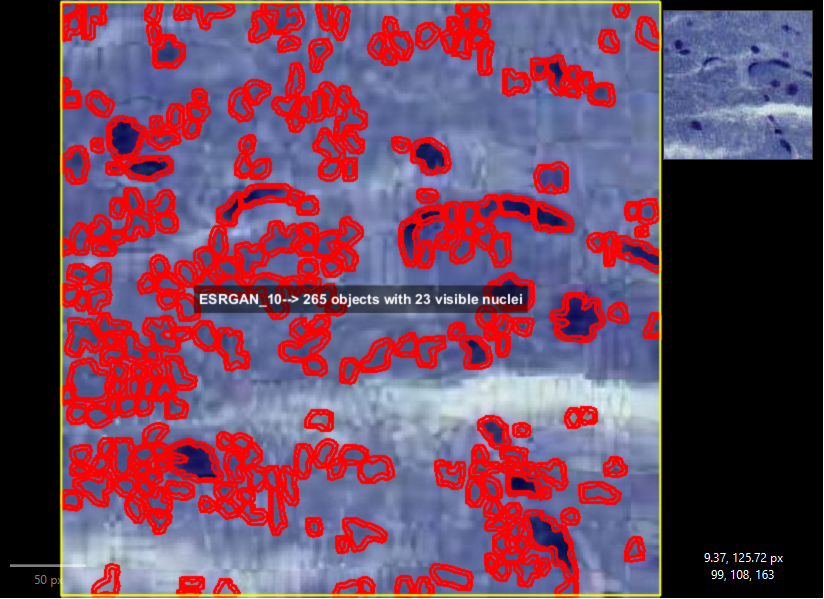 ESRGAN_10--> 265 objects with 23 visible nuclei
50 px
9.37, 125.72 px
99, 108, 163